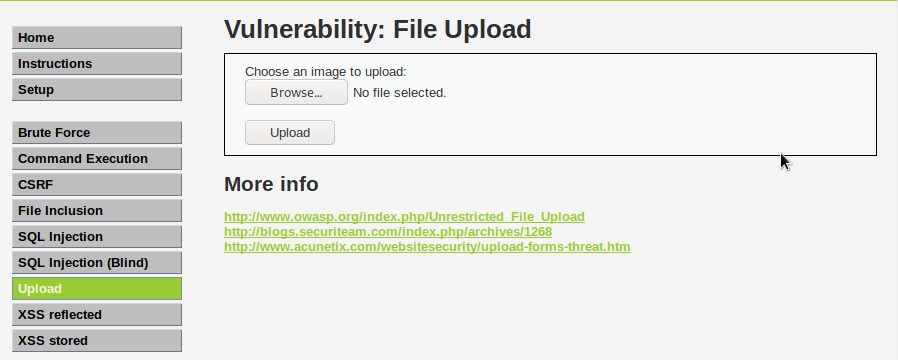 Home
Instructions
Setup
Brute Force
Command Execution
CSRF
File Inclusion
SQL Injection
SQL Injection (Blind)
Upload
XSS reflected
XSS stored
Vulnerability: File Upload
Choose an image to upload:
Browse... No file selected.
Upload
More info
http://www.owasp.org/index.php/Unrestricted_File_Upload
http://blogs.securiteam.com/index.php/archives/1268
http://www.acunetix.com/websitesecurity/upload-forms-threat.htm